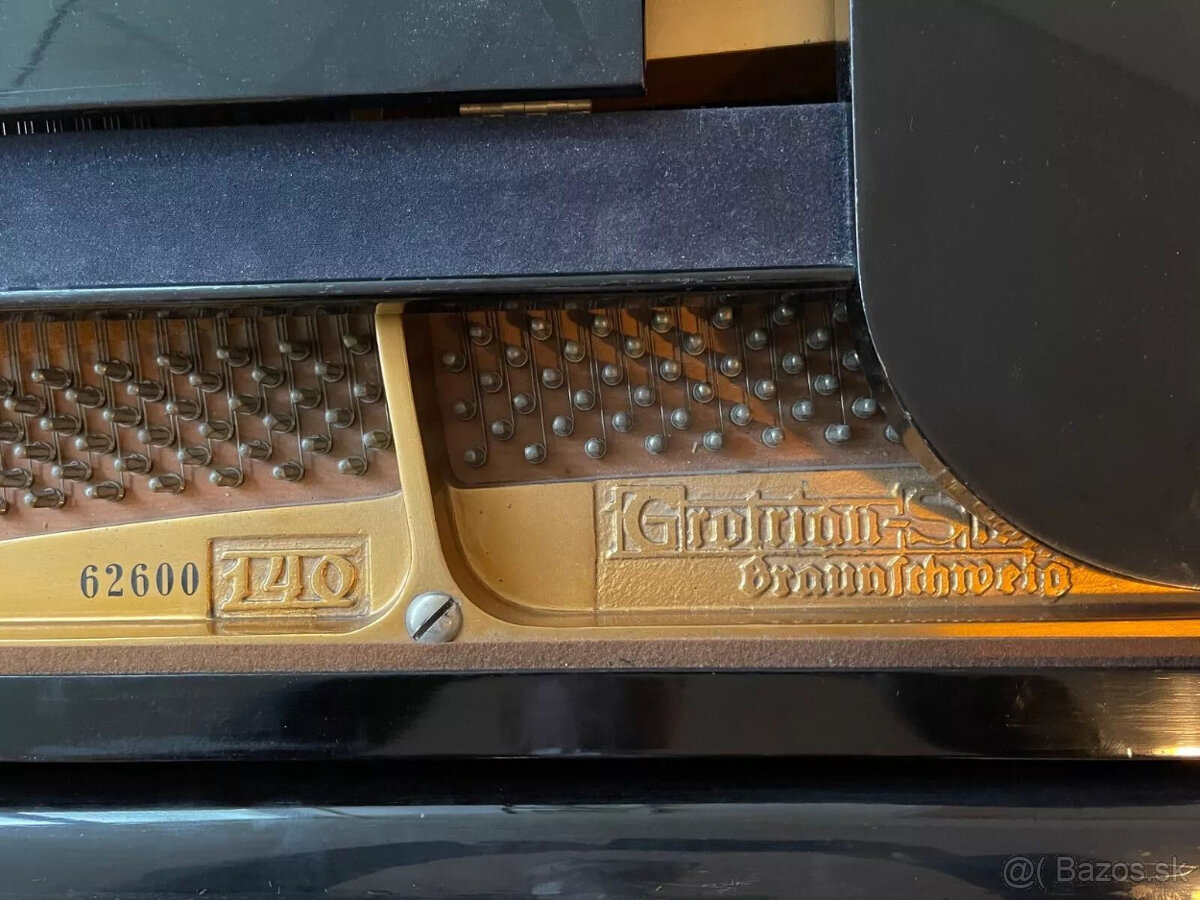 Grotrian-S
braunschweig
62600 140
@( Bazos.sk